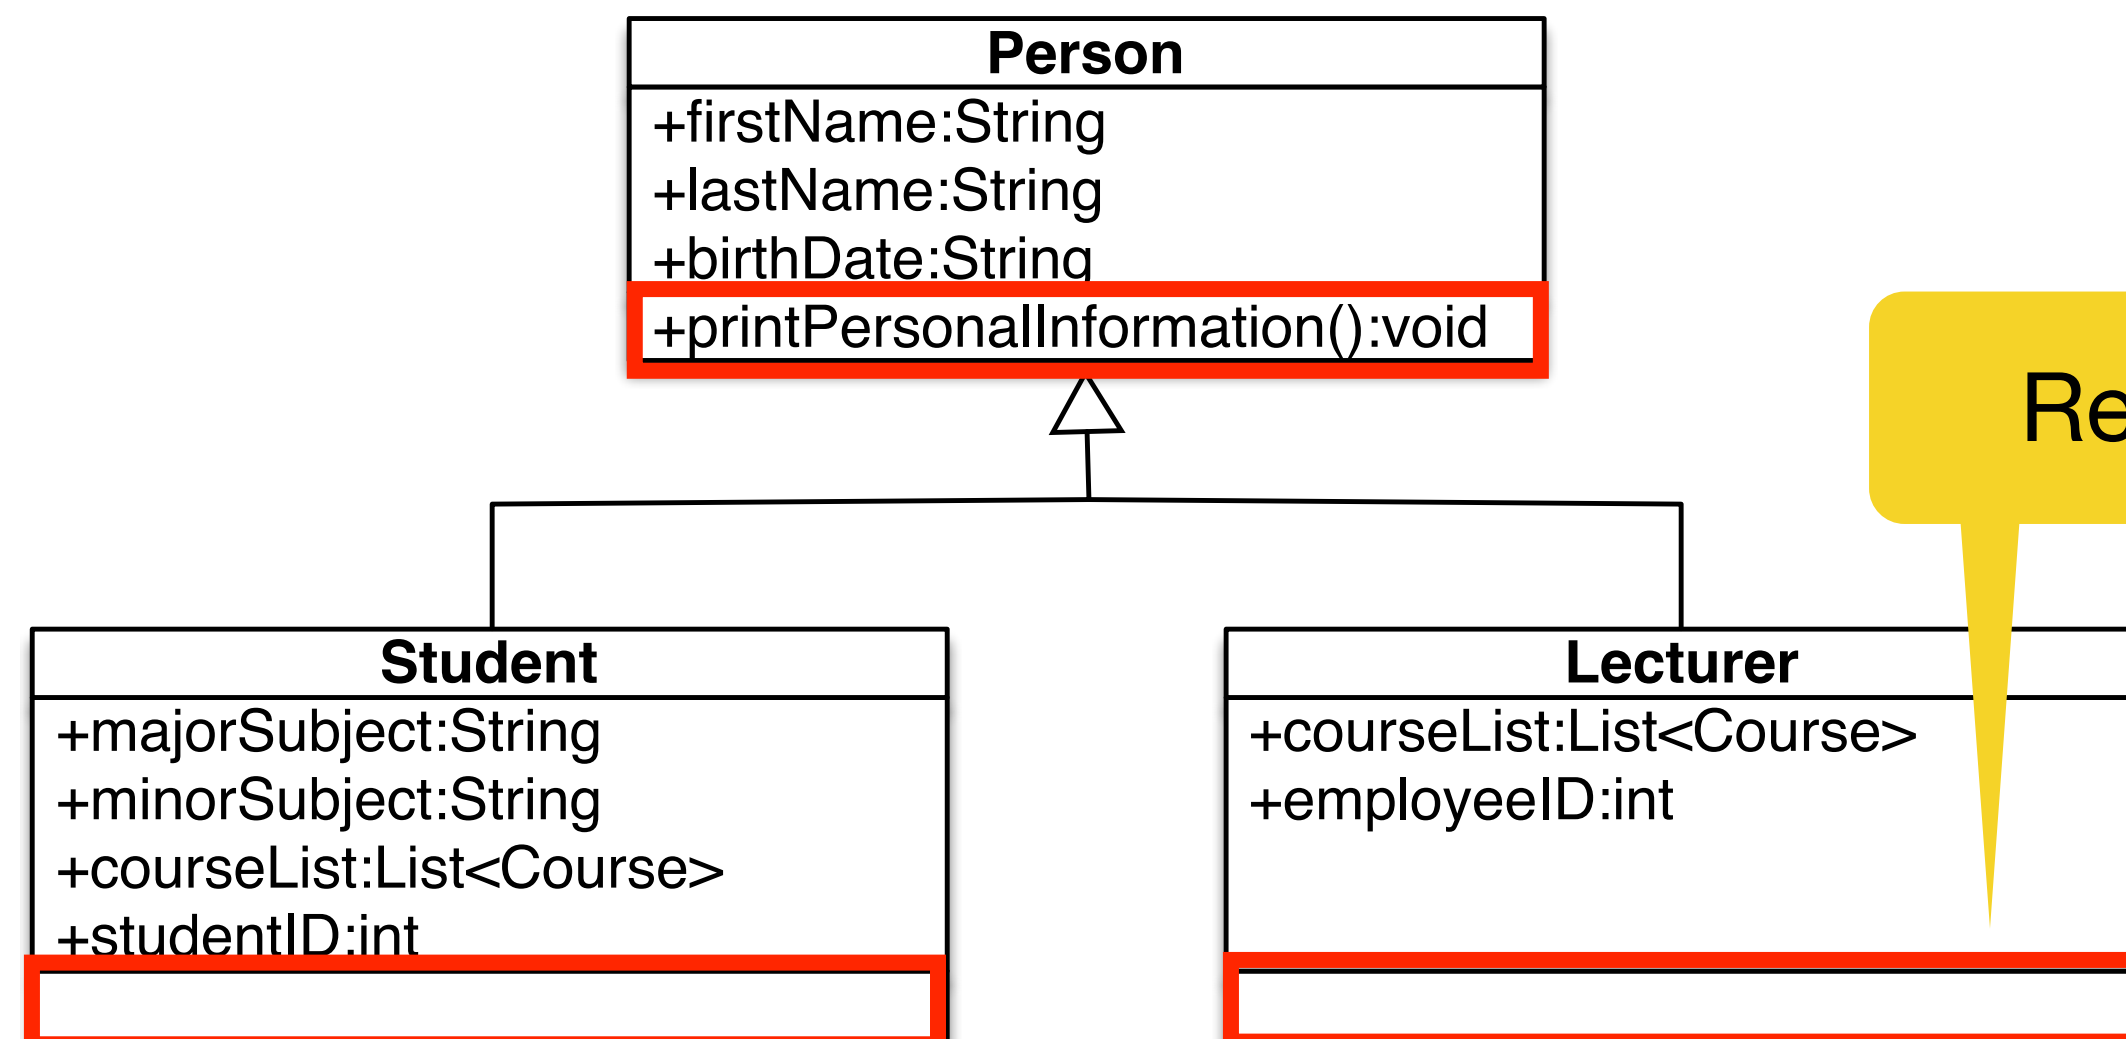 Person
+firstName:String
+lastName:String
+birthDate:String
+printPersonalInformation():void
Student
+majorSubject:String
+minorSubject:String
+courseList:List<Course>
+studentID:int
Lecturer
+courseList:List<Course>
+employeeID:int